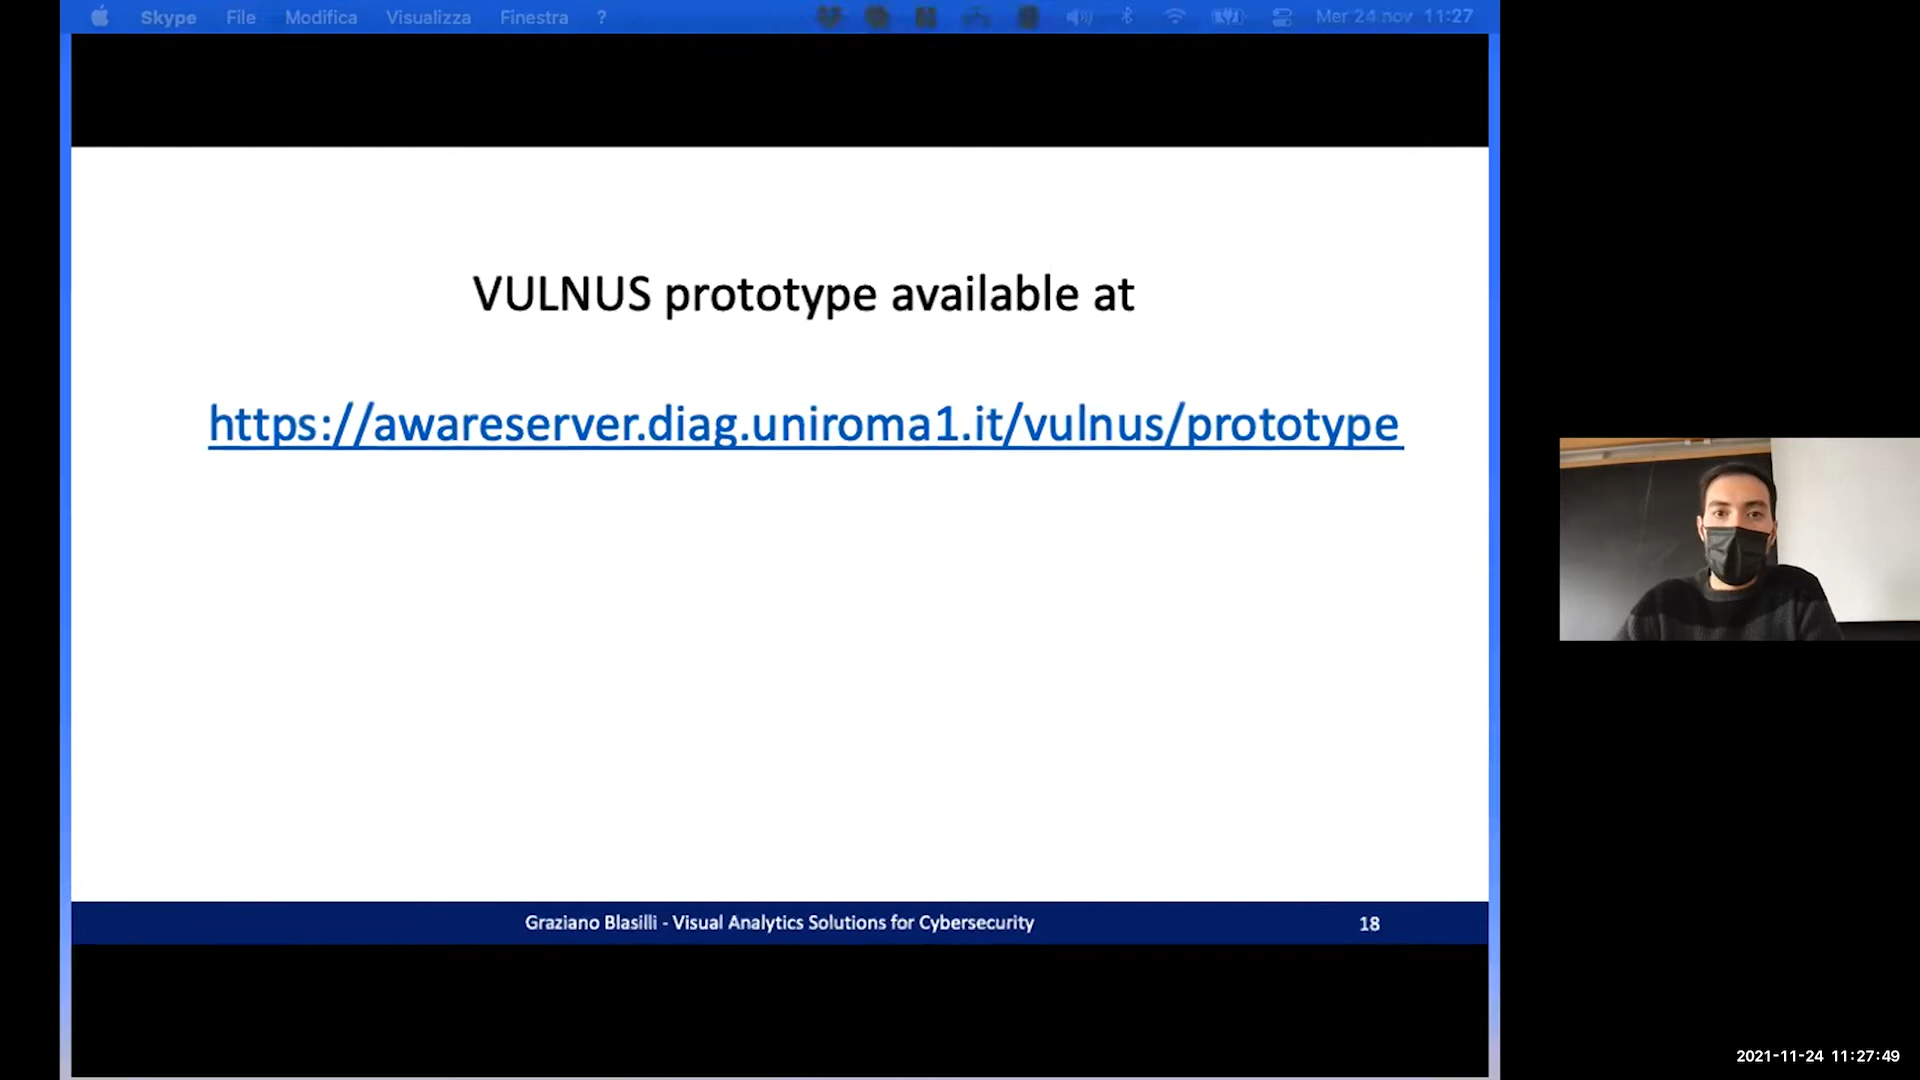 Skype File Modifica Visualizza Finestra ? Mer 24 nov 11:27
VULNUS prototype available at
https://awareserver.diag.uniroma1.it/vulnus/prototype
Graziano Blasilli - Visual Analytics Solutions for Cybersecurity 18
2021-11-24 11:27:49